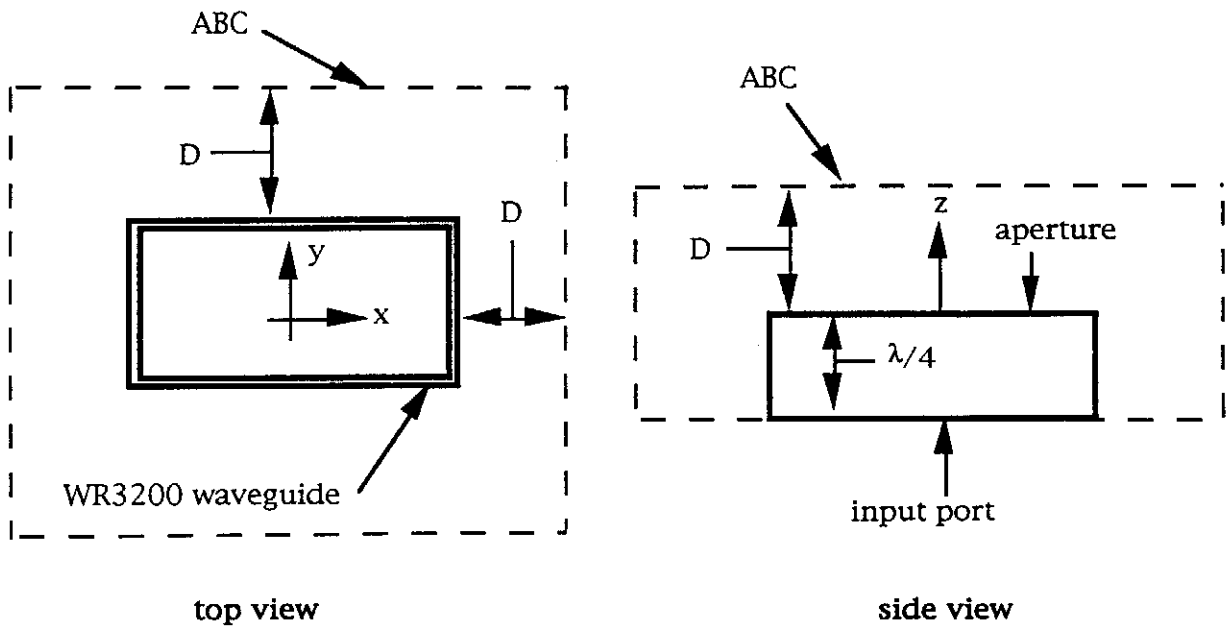 ABC
D
D
y
x
WR3200 waveguide
top view
ABC
D
z
aperture
λ/4
input port
side view